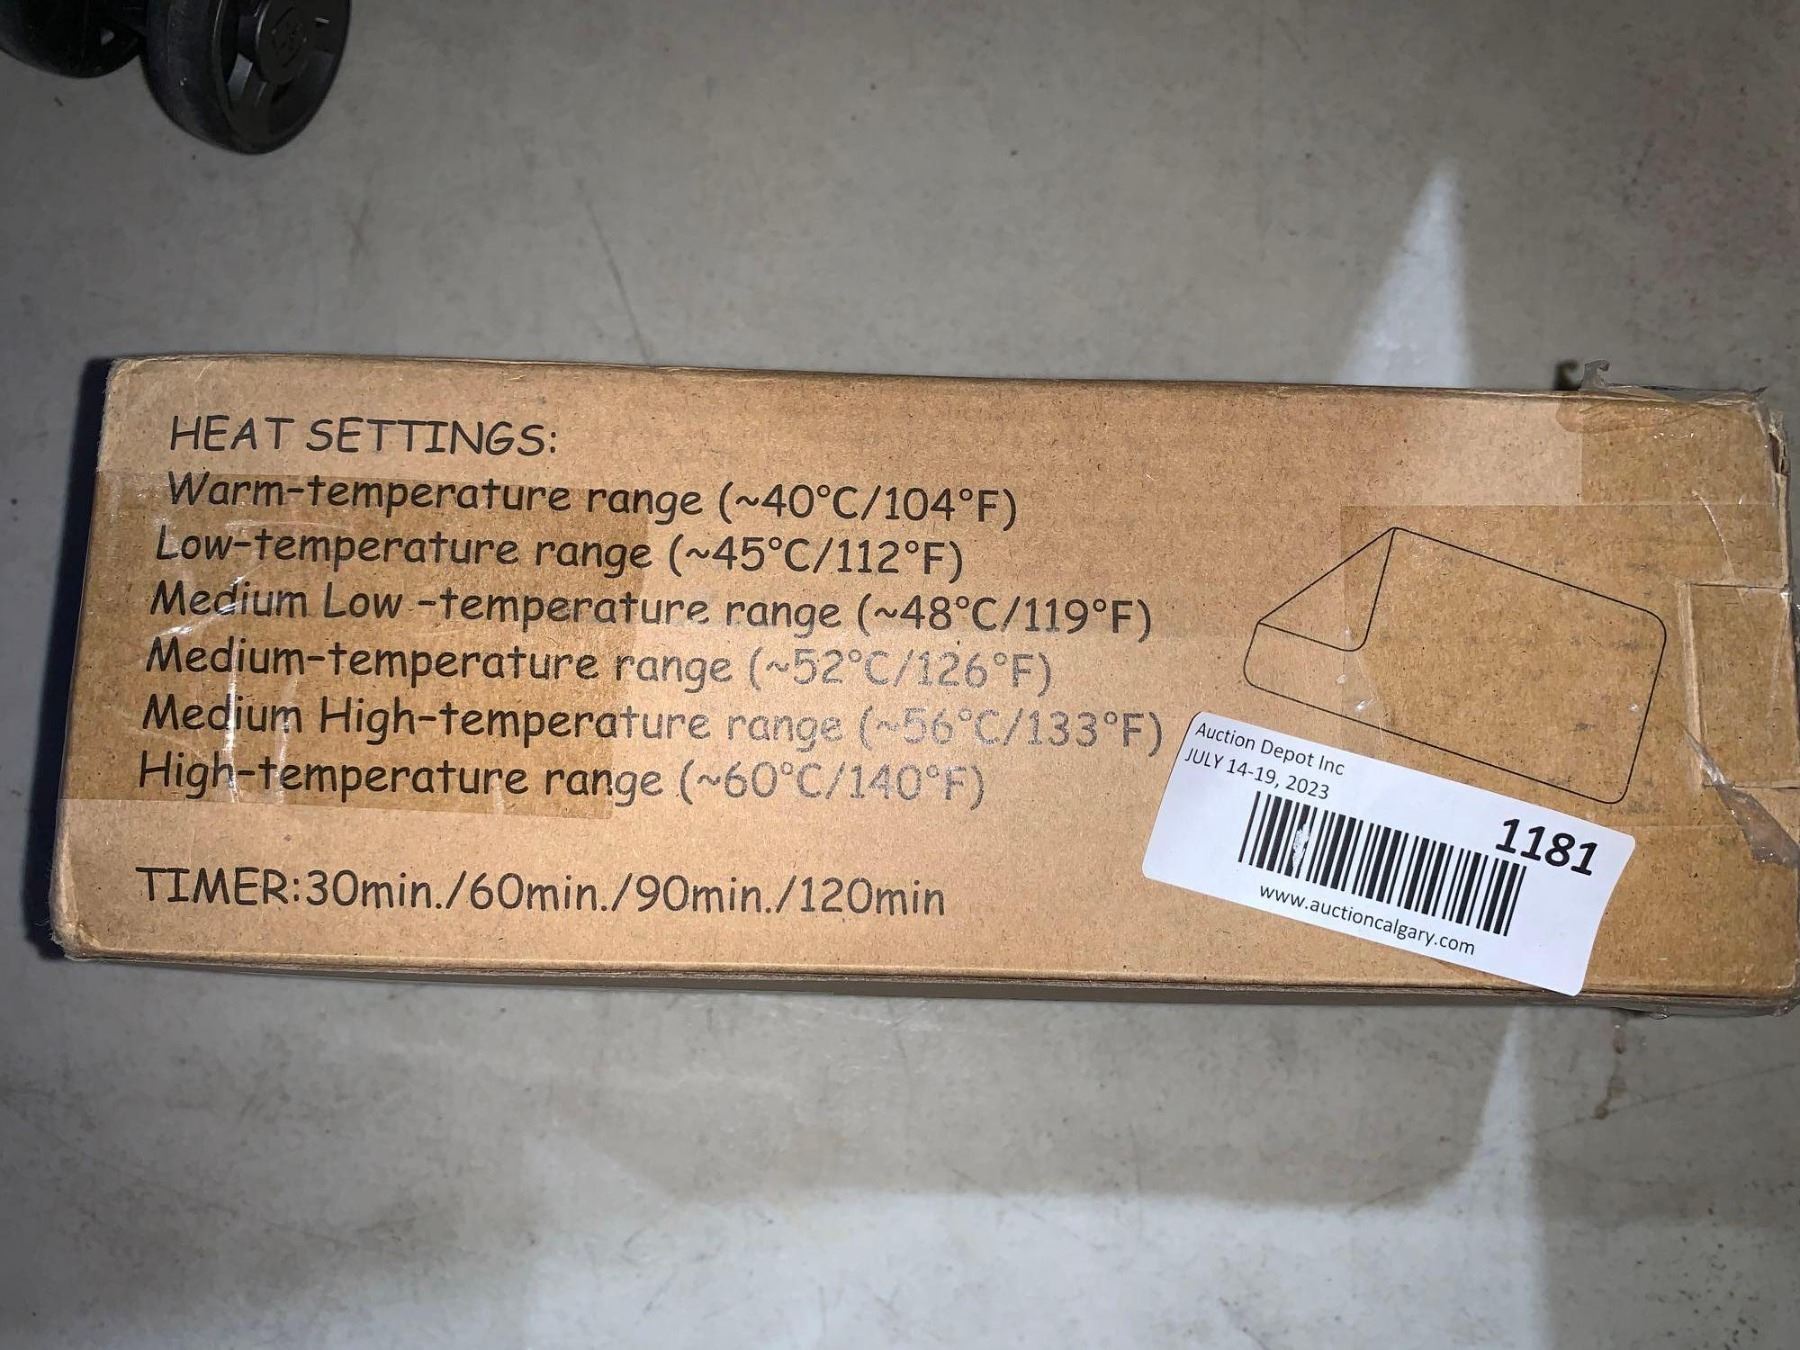 HEAT SETTINGS:
Warm-temperature range (~40°C/104°F)
Low-temperature range (~45°C/112°F)
Medium Low -temperature range (~48°C/119°F)
Medium-temperature range (~52°C/126°F)
Medium High-temperature range (~56°C/133°F)
High-temperature range (~60°C/140°F)
TIMER:30min./60min./90min./120min
Auction Depot Inc
JULY 14-19, 2023
1181
www.auctioncalgary.com